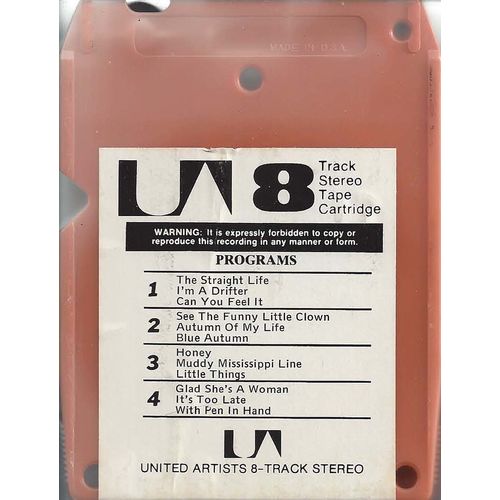 MADE IN U.S.A.
UA 8 Track
Stereo
Tape
Cartridge
WARNING: It is expressly forbidden to copy or
reproduce this recording in any manner or form.
PROGRAMS
1 The Straight Life
I'm A Drifter
Can You Feel It
2 See The Funny Little Clown
Autumn Of My Life
Blue Autumn
3 Honey
Muddy Mississippi Line
Little Things
4 Glad She's A Woman
It's Too Late
With Pen In Hand
UA
UNITED ARTISTS 8-TRACK STEREO